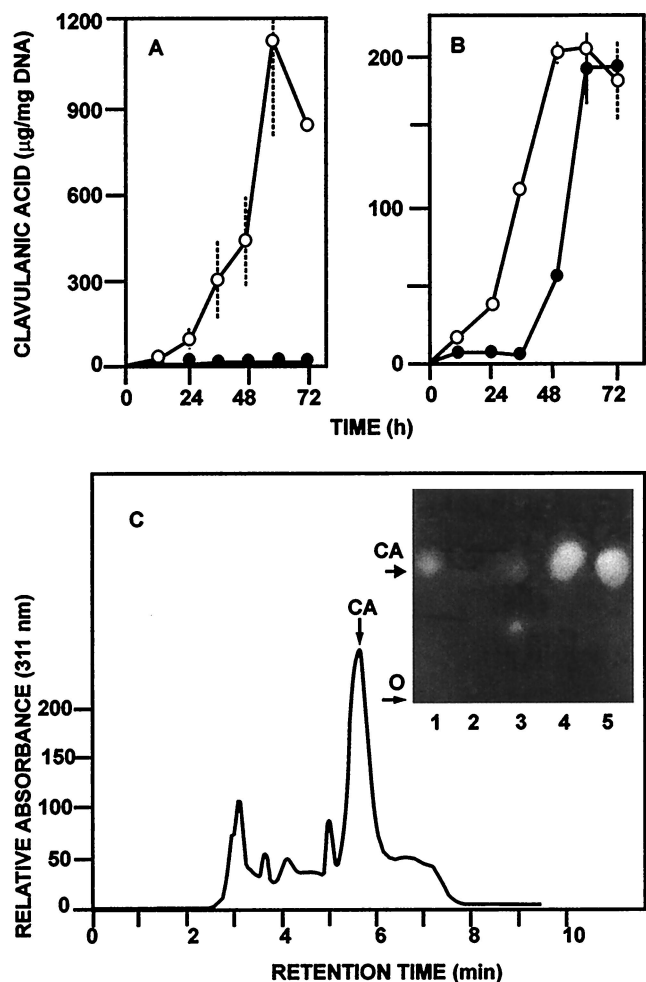 1200
900
600
300
0
A
B
200
100
0
CLAVULANIC ACID (µg/mg DNA)
0 24 48 72
0 24 48 72
TIME (h)
C
CA
O
1 2 3 4 5
CA
RELATIVE ABSORBANCE (311 nm)
200
150
100
50
0
0 2 4 6 8 10
RETENTION TIME (min)